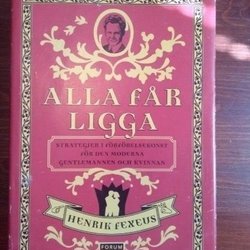 ALLA FÅR
LIGGA
STRATEGIER I FÖRFÖRELSEKONST
FÖR DEN MODERNA
GENTLEMANNEN OCH KVINNAN
HENRIK FEXEUS
FORUM